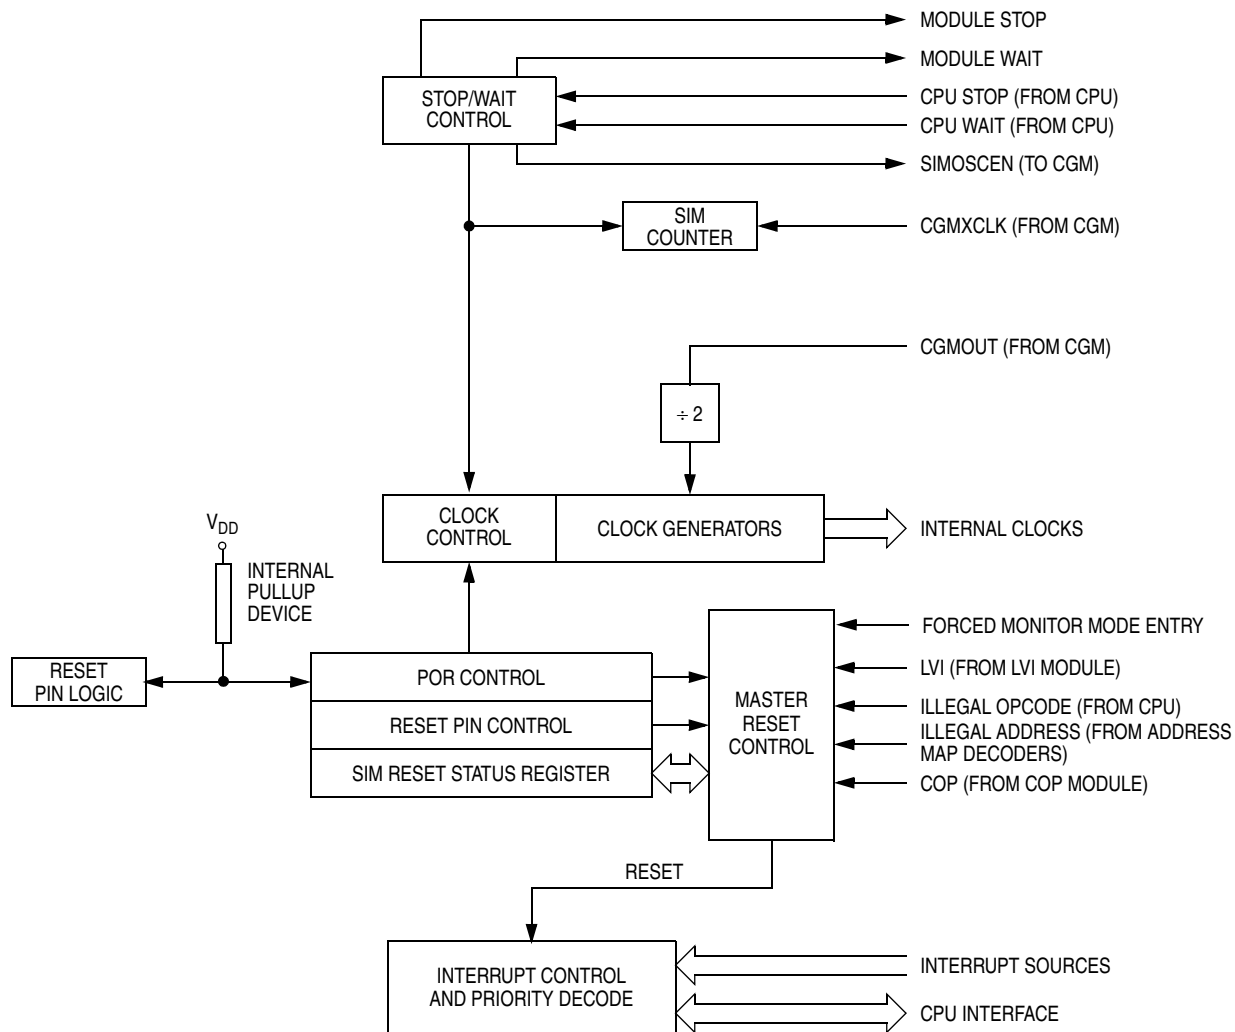 MODULE STOP
MODULE WAIT
STOP/WAIT
CONTROL
CPU STOP (FROM CPU)
CPU WAIT (FROM CPU)
SIMOSCEN (TO CGM)
SIM
COUNTER
CGMXCLK (FROM CGM)
CGMOUT (FROM CGM)
÷ 2
CLOCK
CONTROL
CLOCK GENERATORS
INTERNAL CLOCKS
VDD
INTERNAL
PULLUP
DEVICE
RESET
PIN LOGIC
POR CONTROL
RESET PIN CONTROL
SIM RESET STATUS REGISTER
MASTER
RESET
CONTROL
FORCED MONITOR MODE ENTRY
LVI (FROM LVI MODULE)
ILLEGAL OPCODE (FROM CPU)
ILLEGAL ADDRESS (FROM ADDRESS
MAP DECODERS)
COP (FROM COP MODULE)
RESET
INTERRUPT CONTROL
AND PRIORITY DECODE
INTERRUPT SOURCES
CPU INTERFACE